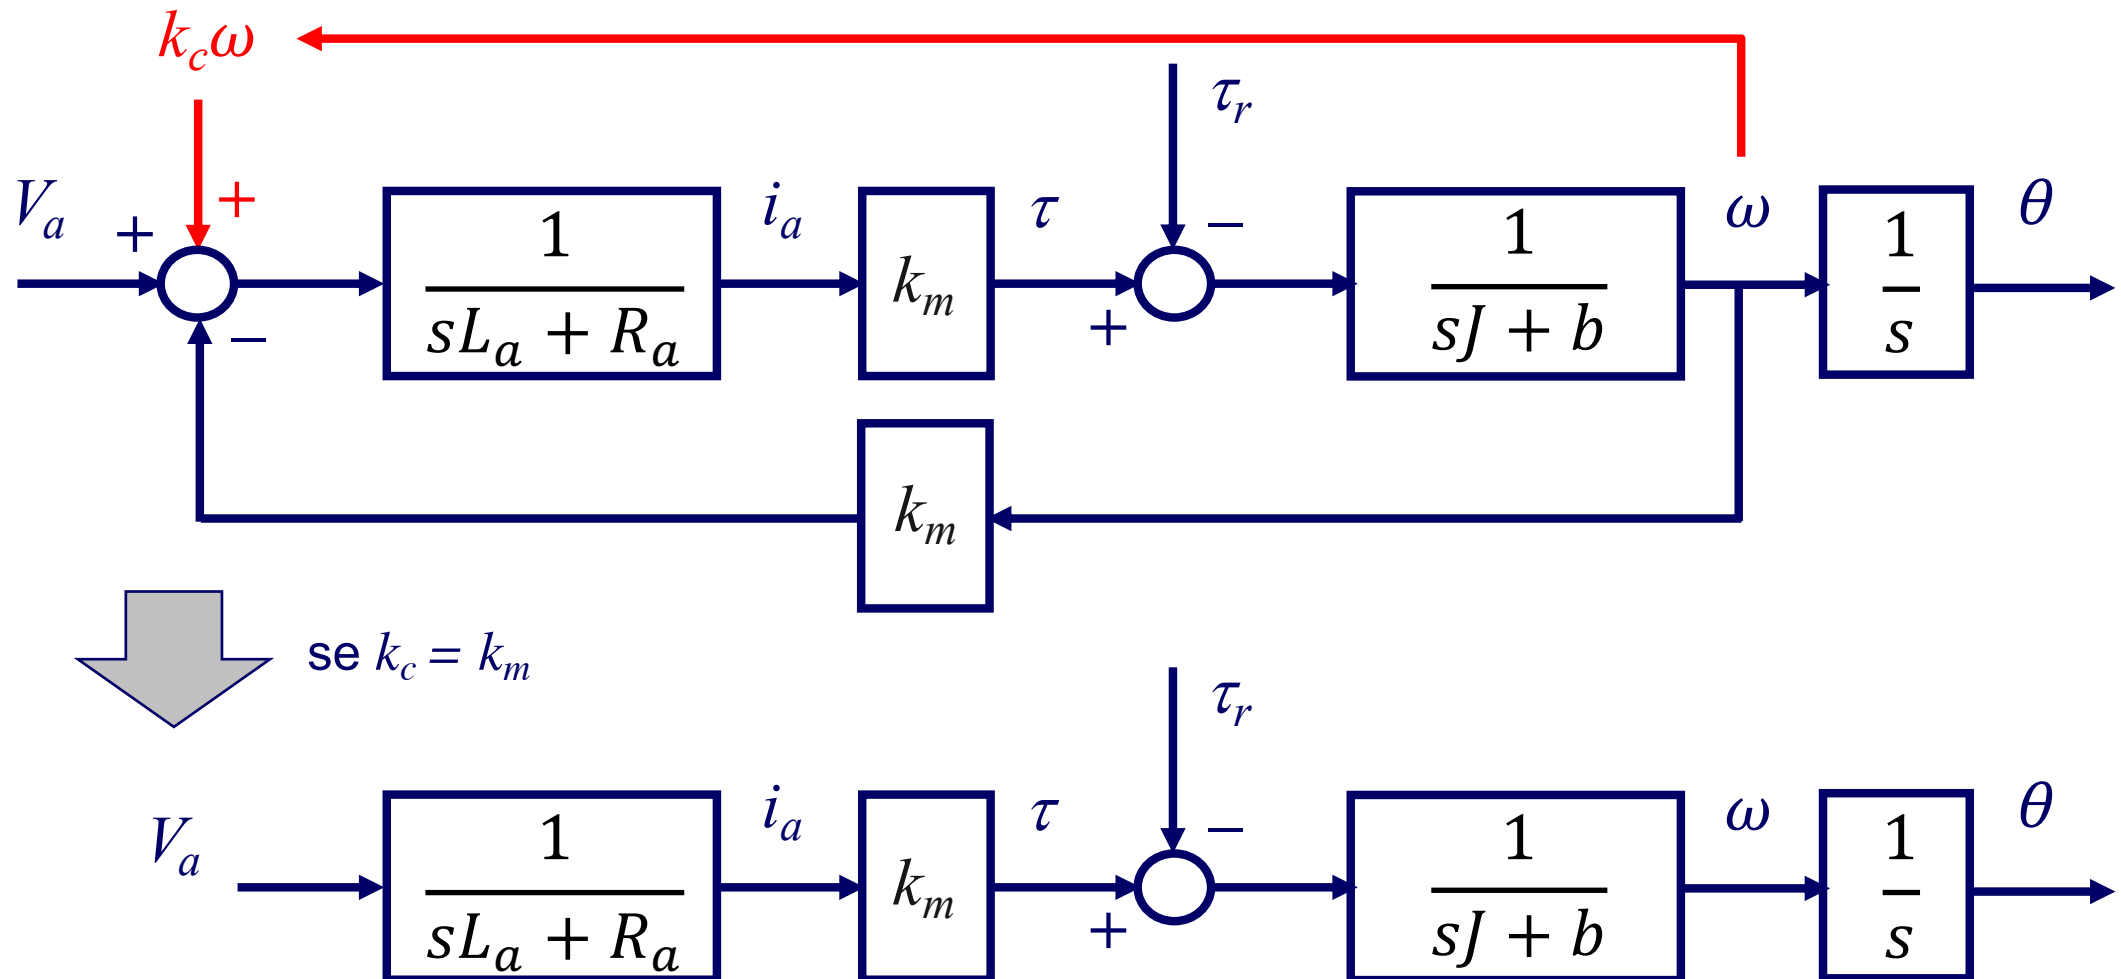 k_c ω
τ_r
V_a + + i_a τ − ω θ
1/(sL_a + R_a) k_m 1/(sJ + b) 1/s
− +
k_m
se k_c = k_m
τ_r
V_a i_a τ − ω θ
1/(sL_a + R_a) k_m 1/(sJ + b) 1/s
+